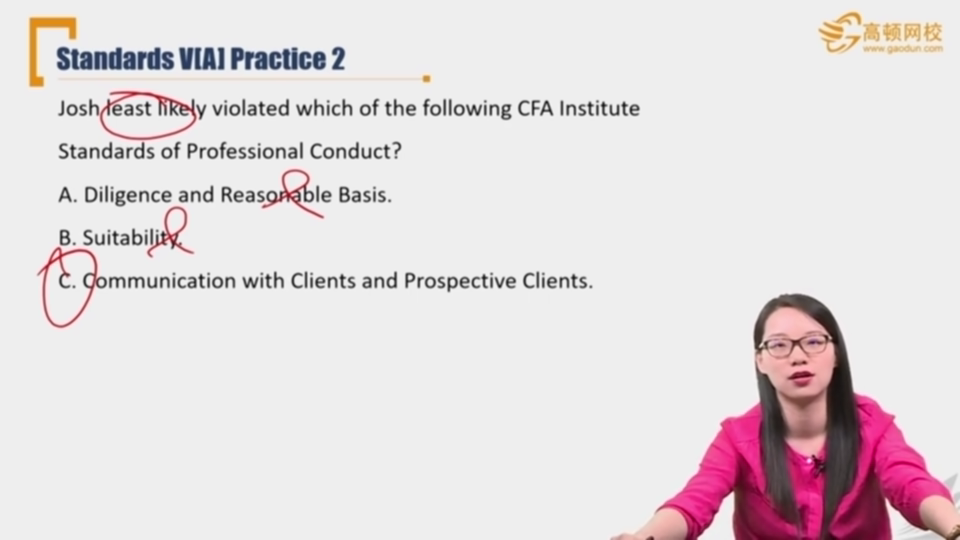 高顿网校
www.gaodun.com
Standards V[A] Practice 2
Josh least likely violated which of the following CFA Institute
Standards of Professional Conduct?
A. Diligence and Reasonable Basis.
B. Suitability.
C. Communication with Clients and Prospective Clients.